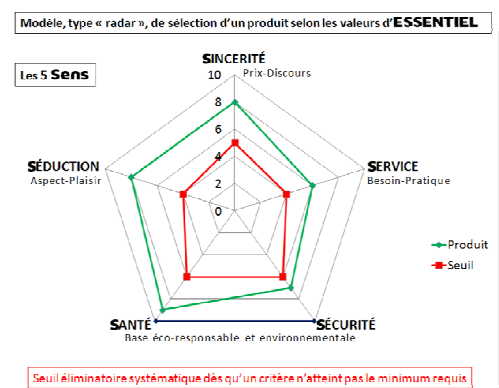 Modèle, type « radar », de sélection d'un produit selon les valeurs d'ESSENTIEL
Les 5 Sens
SINCERITÉ
Prix-Discours
10
8
6
4
2
0
SÉDUCTION
Aspect-Plaisir
SERVICE
Besoin-Pratique
Produit
Seuil
SANTÉ
SÉCURITÉ
Base éco-responsable et environnementale
Seuil éliminatoire systématique dès qu'un critère n'atteint pas le minimum requis